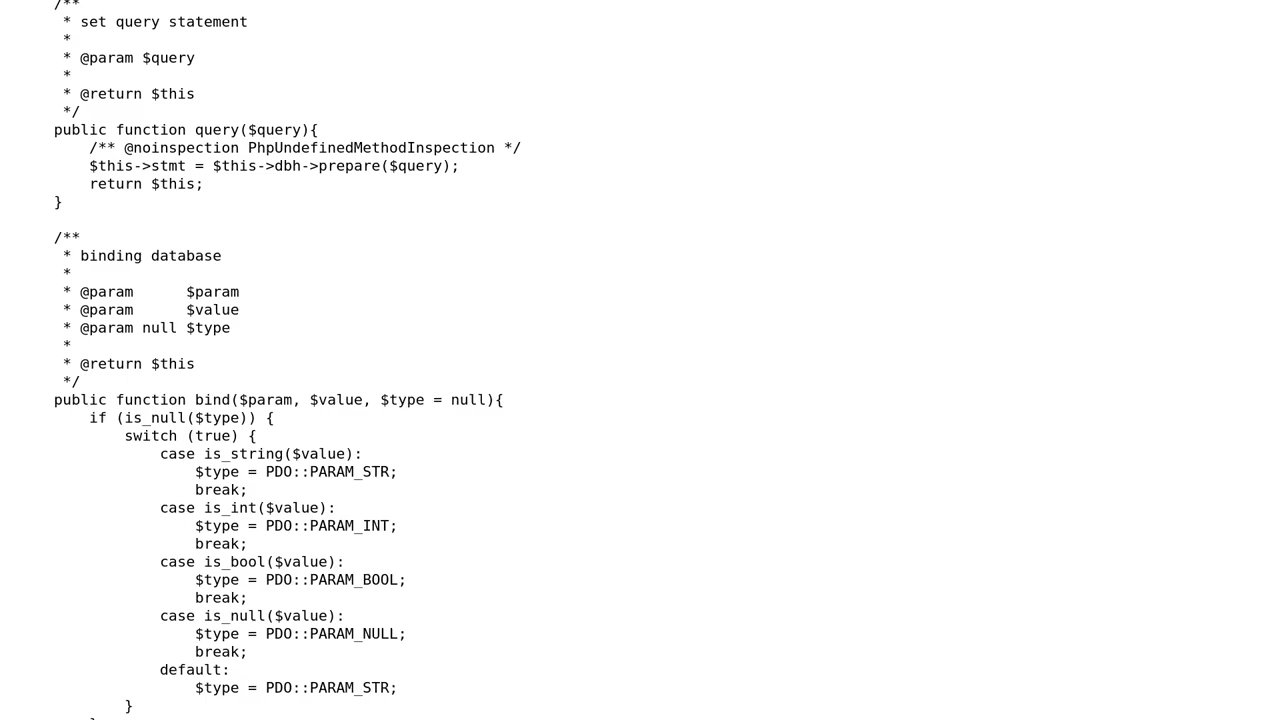 /**
 * set query statement
 *
 * @param $query
 *
 * @return $this
 */
public function query($query){
    /** @noinspection PhpUndefinedMethodInspection */
    $this->stmt = $this->dbh->prepare($query);
    return $this;
}

/**
 * binding database
 *
 * @param      $param
 * @param      $value
 * @param null $type
 *
 * @return $this
 */
public function bind($param, $value, $type = null){
    if (is_null($type)) {
        switch (true) {
            case is_string($value):
                $type = PDO::PARAM_STR;
                break;
            case is_int($value):
                $type = PDO::PARAM_INT;
                break;
            case is_bool($value):
                $type = PDO::PARAM_BOOL;
                break;
            case is_null($value):
                $type = PDO::PARAM_NULL;
                break;
            default:
                $type = PDO::PARAM_STR;
        }
    }